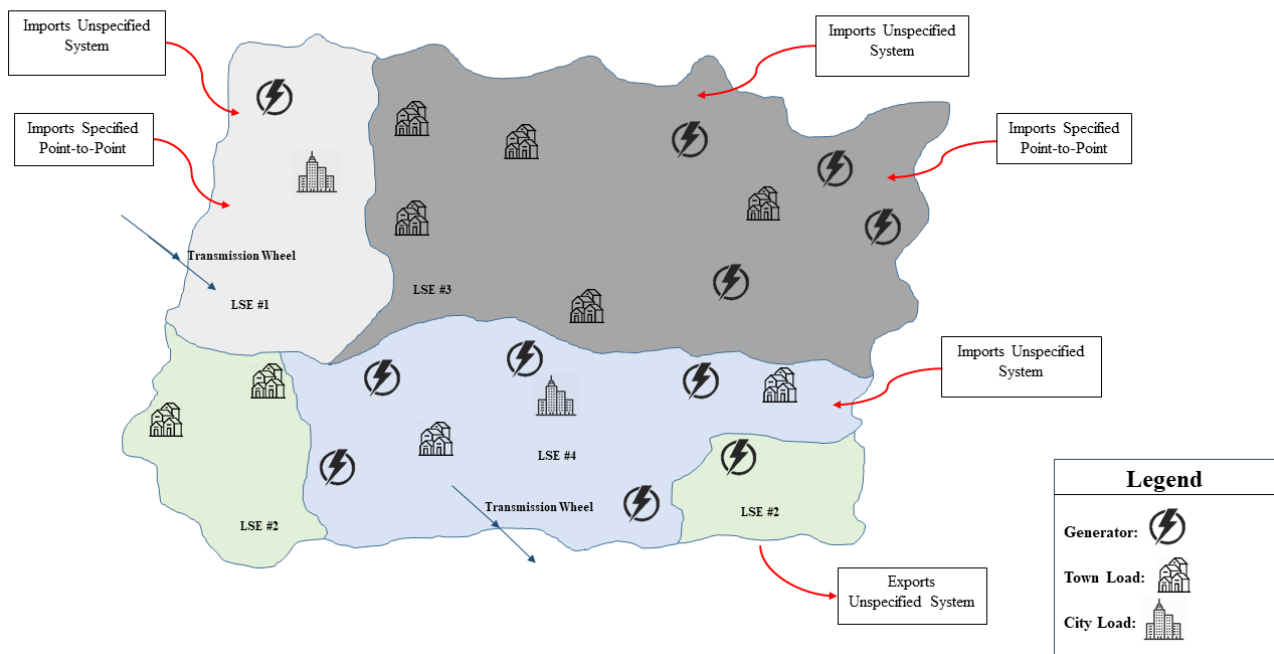 Imports Unspecified
System
Imports Unspecified
System
Imports Specified
Point-to-Point
Imports Specified
Point-to-Point
Transmission Wheel
LSE #1
LSE #3
Imports Unspecified
System
LSE #4
Transmission Wheel
LSE #2
LSE #2
Exports
Unspecified System
Legend
Generator:
Town Load:
City Load: